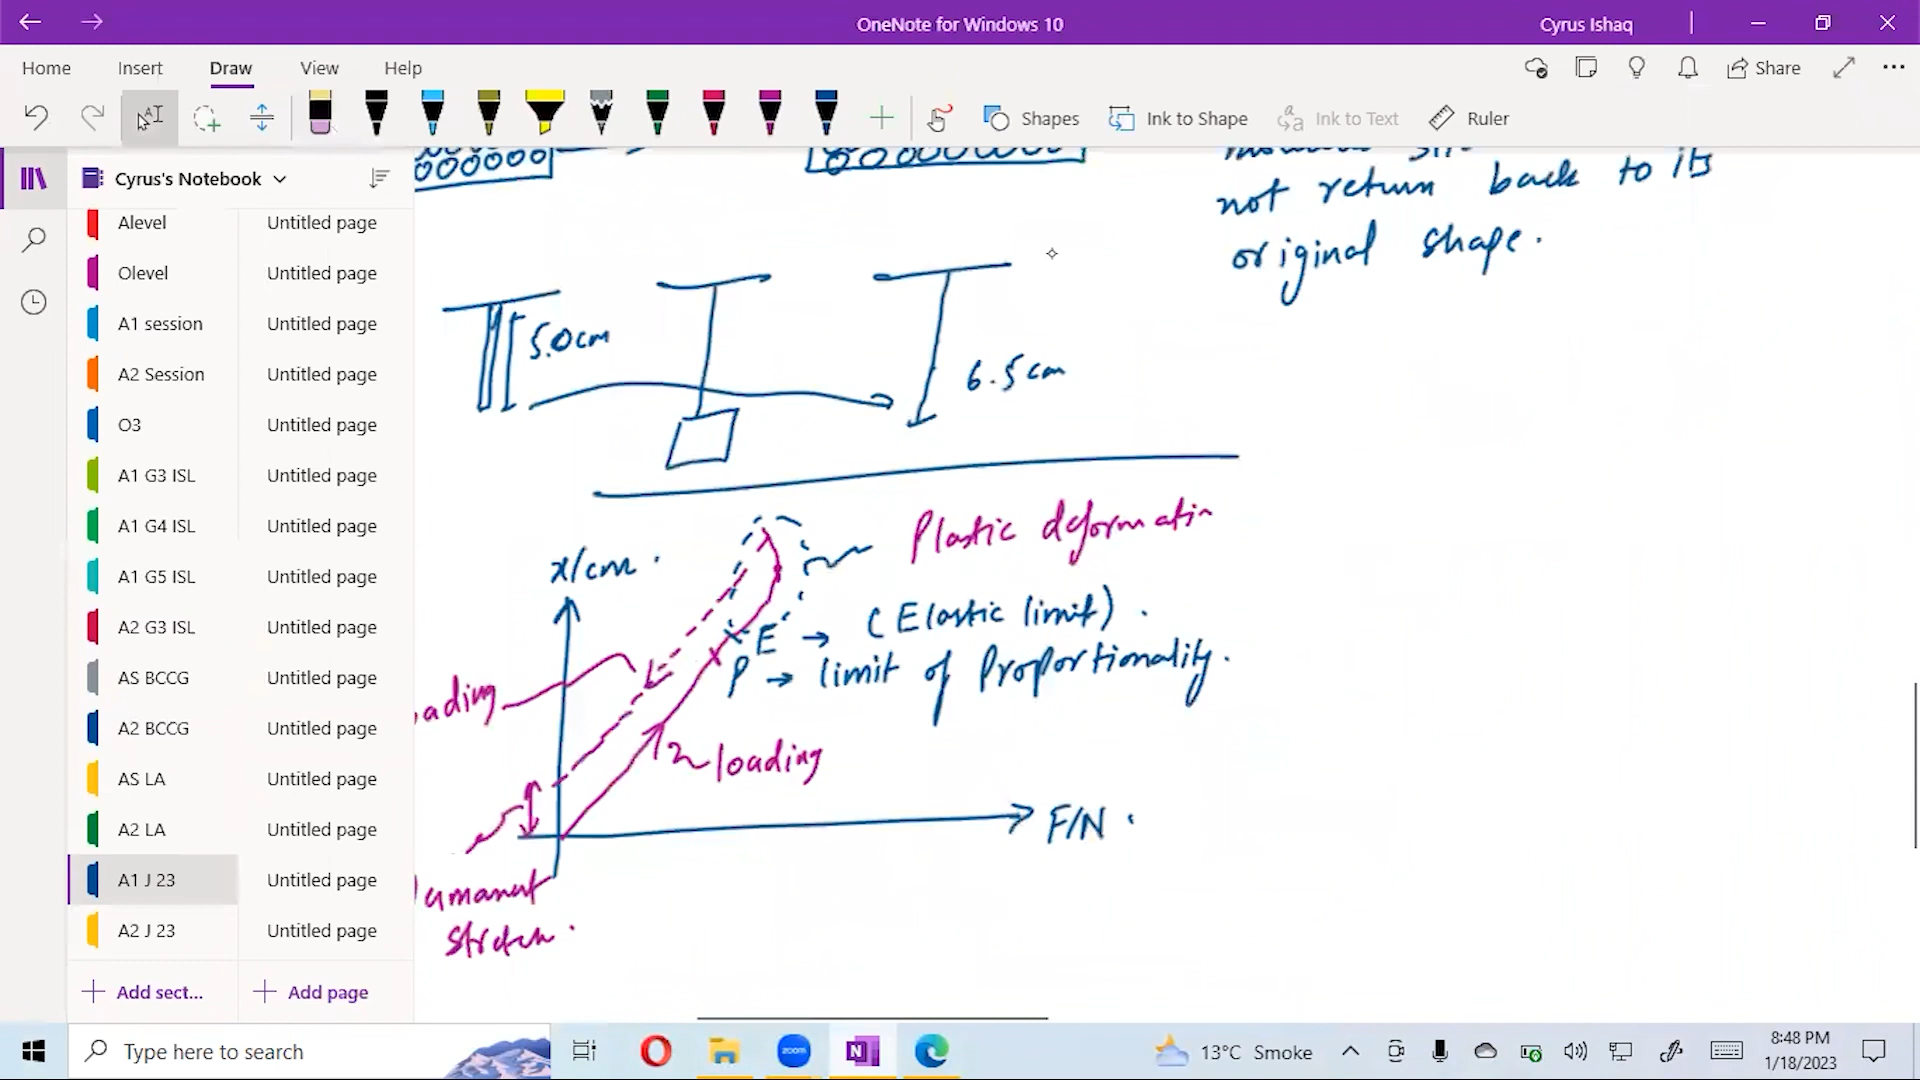 OneNote for Windows 10
Cyrus Ishaq
Home Insert Draw View Help
Share
Shapes
Ink to Shape
Ink to Text
Ruler
Cyrus's Notebook
Alevel Untitled page
Olevel Untitled page
A1 session Untitled page
A2 Session Untitled page
O3 Untitled page
A1 G3 ISL Untitled page
A1 G4 ISL Untitled page
A1 G5 ISL Untitled page
A2 G3 ISL Untitled page
AS BCCG Untitled page
A2 BCCG Untitled page
AS LA Untitled page
A2 LA Untitled page
A1 J 23 Untitled page
A2 J 23 Untitled page
Add sect... Add page
not return back to its
original shape.
5.0cm
6.5cm
x/cm.
Plastic deformatin
E → (Elastic limit).
P → limit of Proportionality.
ading
loading
F/N.
stretch.
Type here to search
zoom
N
13°C Smoke
8:48 PM
1/18/2023